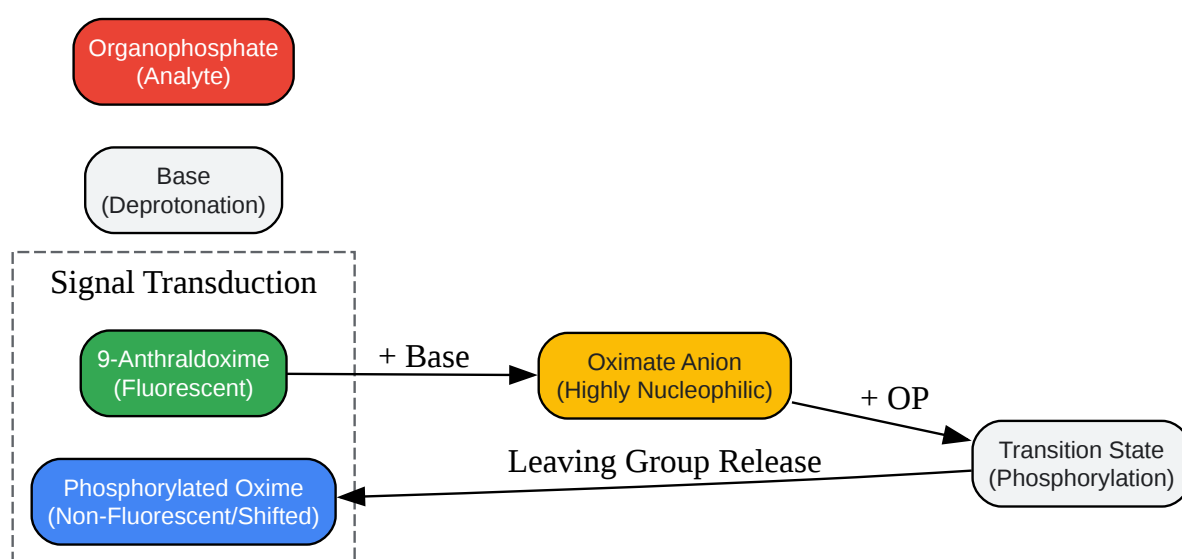 Organophosphate
(Analyte)
Base
(Deprotonation)
Signal Transduction
9-Anthraldoxime
(Fluorescent)
+ Base
Oximate Anion
(Highly Nucleophilic)
+ OP
Transition State
(Phosphorylation)
Leaving Group Release
Phosphorylated Oxime
(Non-Fluorescent/Shifted)